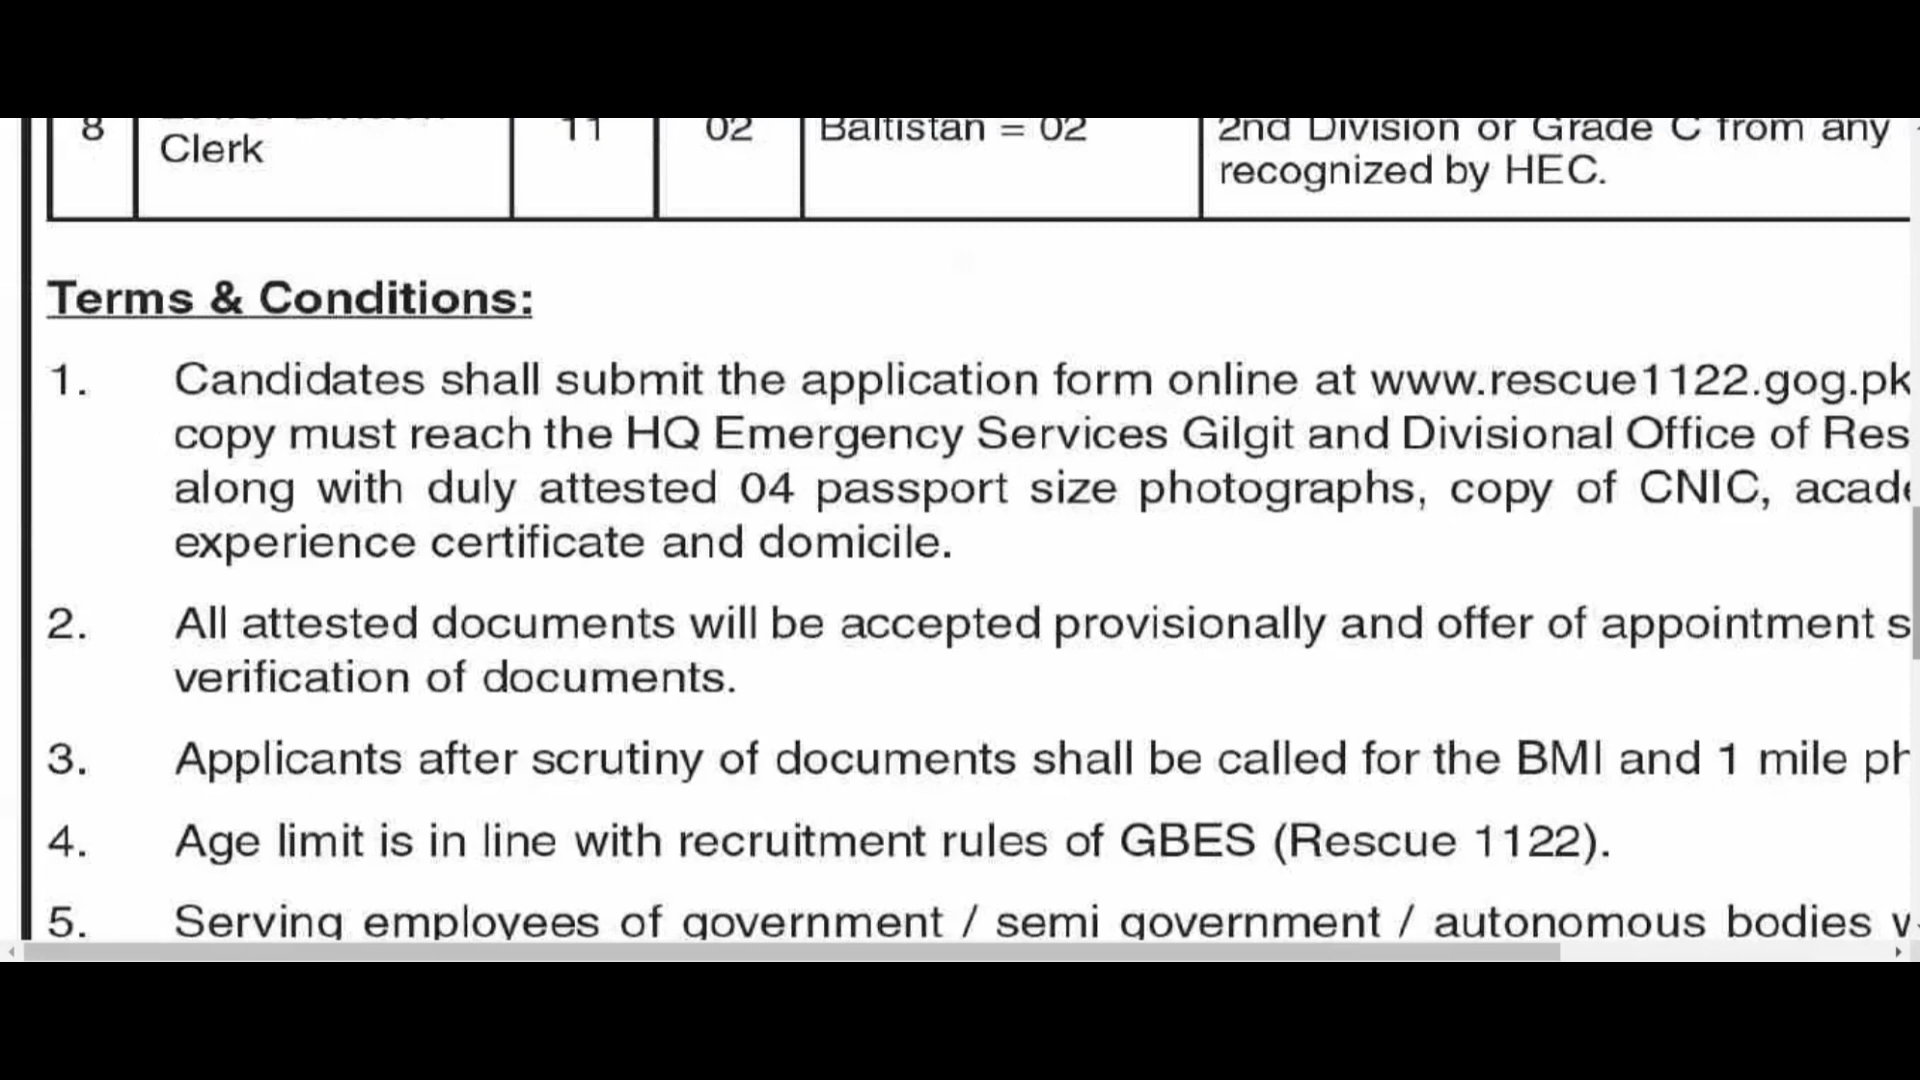 8 Clerk 11 02 Baltistan = 02 2nd Division or Grade C from any
recognized by HEC.
Terms & Conditions:
1. Candidates shall submit the application form online at www.rescue1122.gog.pk
copy must reach the HQ Emergency Services Gilgit and Divisional Office of
along with duly attested 04 passport size photographs, copy of CNIC,
experience certificate and domicile.
2. All attested documents will be accepted provisionally and offer of appointment
verification of documents.
3. Applicants after scrutiny of documents shall be called for the BMI and 1 mile
4. Age limit is in line with recruitment rules of GBES (Rescue 1122).
5. Serving employees of government / semi government / autonomous bodies